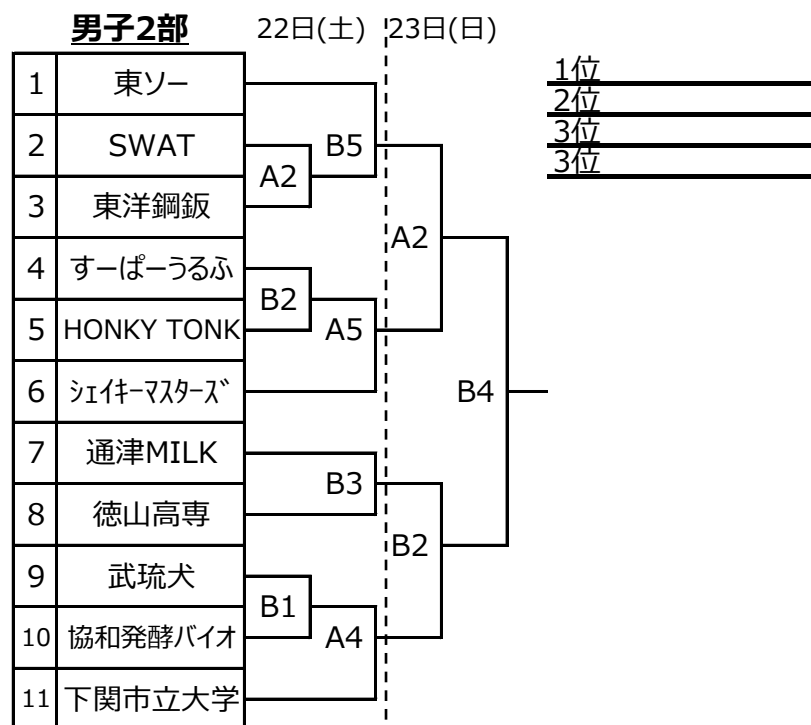 男子2部 22日(土) 23日(日)
1位
2位
3位
3位
1 東ソー
2 SWAT
3 東洋鋼鈑
4 すーぱーうるふ
5 HONKY TONK
6 ｼｪｲｷｰﾏｽﾀｰｽﾞ
7 通津MILK
8 徳山高専
9 武琉犬
10 協和発酵バイオ
11 下関市立大学
B5
A2
A2
B2
A5
B4
B3
B2
B1
A4